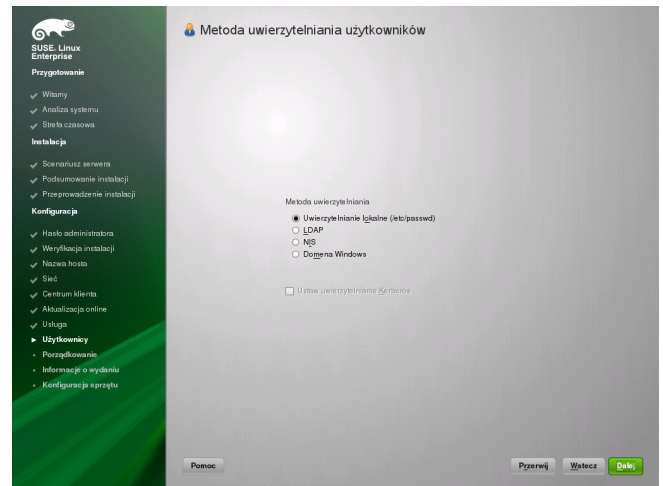 SUSE. Linux
Enterprise
Przygotowanie
Witamy
Analiza systemu
Strefa czasowa
Instalacja
Scenariusz serwera
Podsumowanie instalacji
Przeprowadzenie instalacji
Konfiguracja
Hasło administratora
Weryfikacja instalacji
Nazwa hosta
Sieć
Centrum klienta
Aktualizacja online
Usługa
Użytkownicy
Porządkowanie
Informacje o wydaniu
Konfiguracja sprzętu
Metoda uwierzytelniania użytkowników
Metoda uwierzytelniania
Uwierzytelnianie lokalne (/etc/passwd)
LDAP
NIS
Domena Windows
Ustaw uwierzytelnianie Kerberos
Pomoc
Przerwij
Wstecz
Dalej